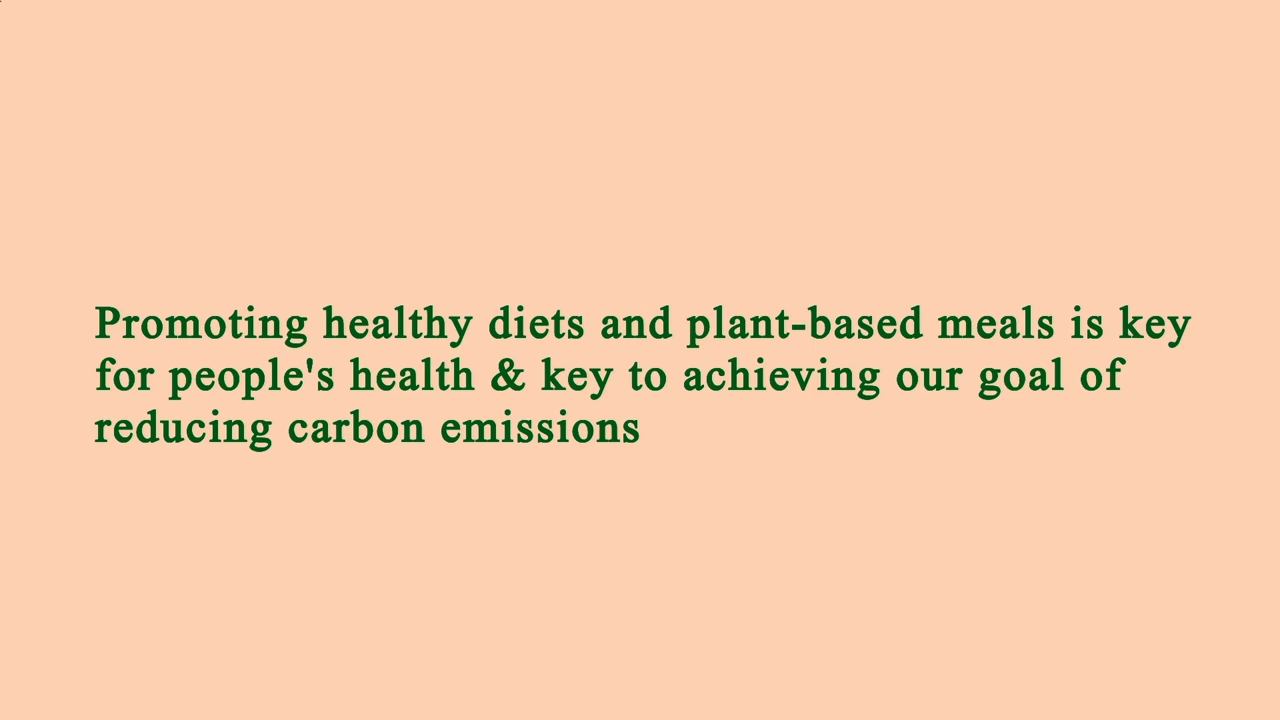 Promoting healthy diets and plant-based meals is key
for people's health & key to achieving our goal of
reducing carbon emissions